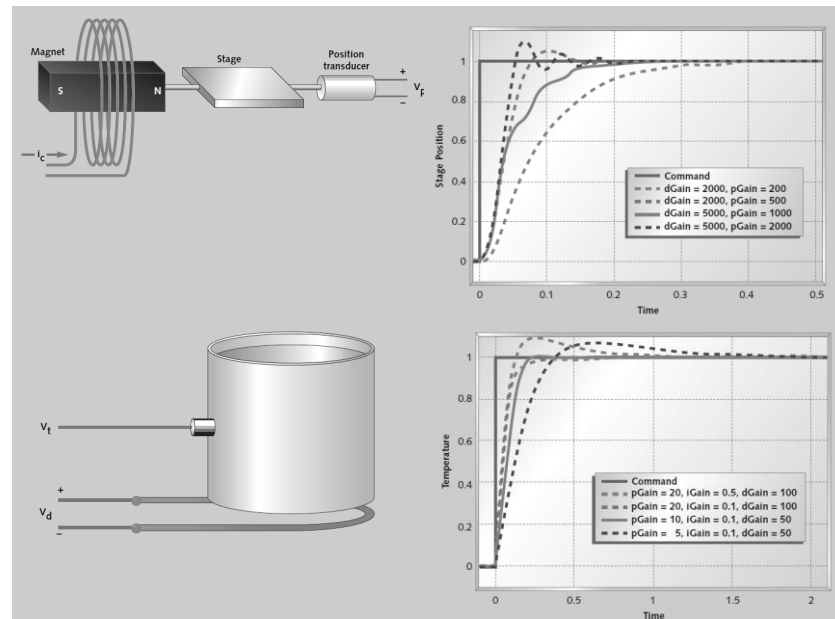 Magnet
S
N
Stage
Position
transducer
+
V
–
i_c
1
0.8
0.6
0.4
0.2
0
Stage Position
Command
dGain = 2000, pGain = 200
dGain = 2000, pGain = 500
dGain = 5000, pGain = 1000
dGain = 5000, pGain = 2000
0
0.1
0.2
0.3
0.4
0.5
Time
V_t
+
V_d
–
1
0.8
0.6
0.4
0.2
0
Temperature
Command
pGain = 20, iGain = 0.5, dGain = 100
pGain = 20, iGain = 0.1, dGain = 100
pGain = 10, iGain = 0.1, dGain = 50
pGain = 5, iGain = 0.1, dGain = 50
0
0.5
1
1.5
2
Time